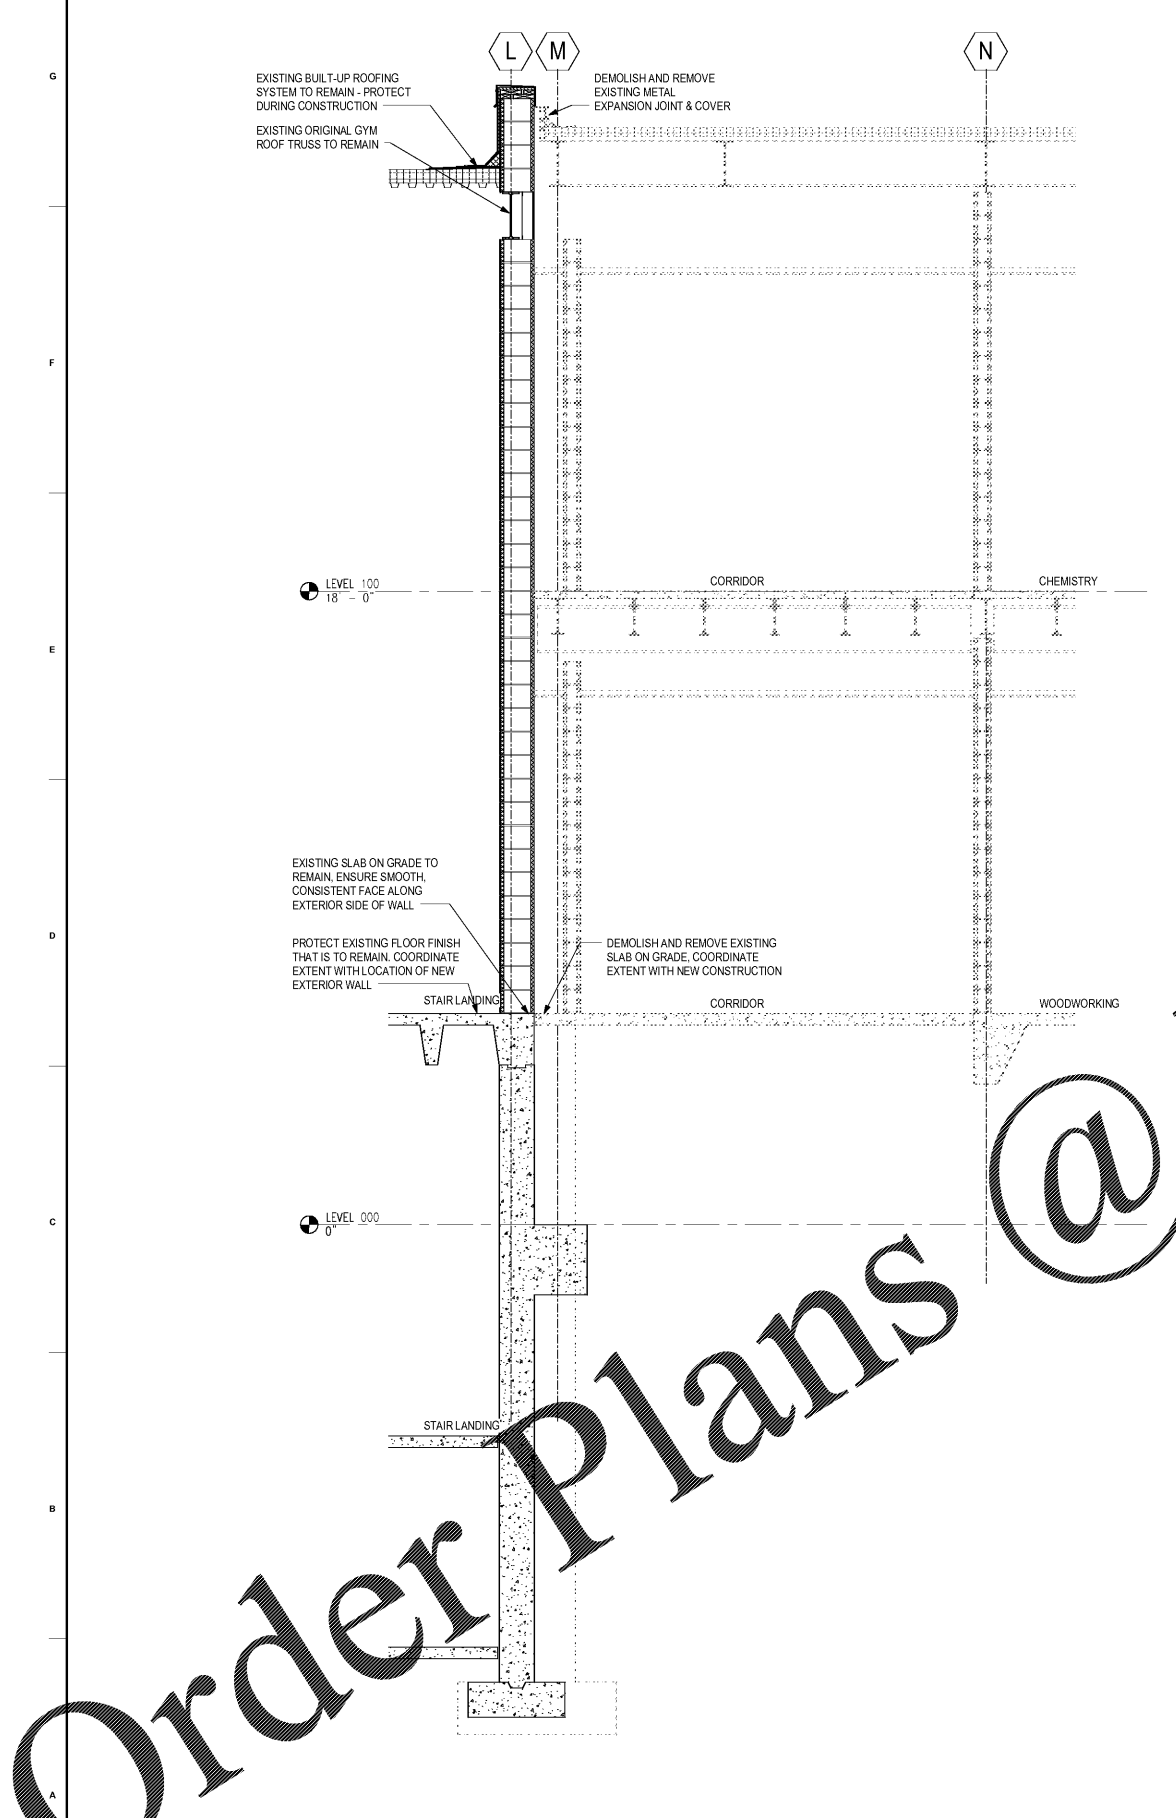 L
M
N
G
EXISTING BUILT-UP ROOFING
SYSTEM TO REMAIN - PROTECT
DURING CONSTRUCTION
EXISTING ORIGINAL GYM
ROOF TRUSS TO REMAIN
DEMOLISH AND REMOVE
EXISTING METAL
EXPANSION JOINT & COVER
F
LEVEL 100
18' - 0"
CORRIDOR
CHEMISTRY
E
EXISTING SLAB ON GRADE TO
REMAIN, ENSURE SMOOTH,
CONSISTENT FACE ALONG
EXTERIOR SIDE OF WALL
D
PROTECT EXISTING FLOOR FINISH
THAT IS TO REMAIN. COORDINATE
EXTENT WITH LOCATION OF NEW
EXTERIOR WALL
DEMOLISH AND REMOVE EXISTING
SLAB ON GRADE, COORDINATE
EXTENT WITH NEW CONSTRUCTION
STAIR LANDING
CORRIDOR
WOODWORKING
C
LEVEL 000
0"
STAIR LANDING
B
A
Order Plans @